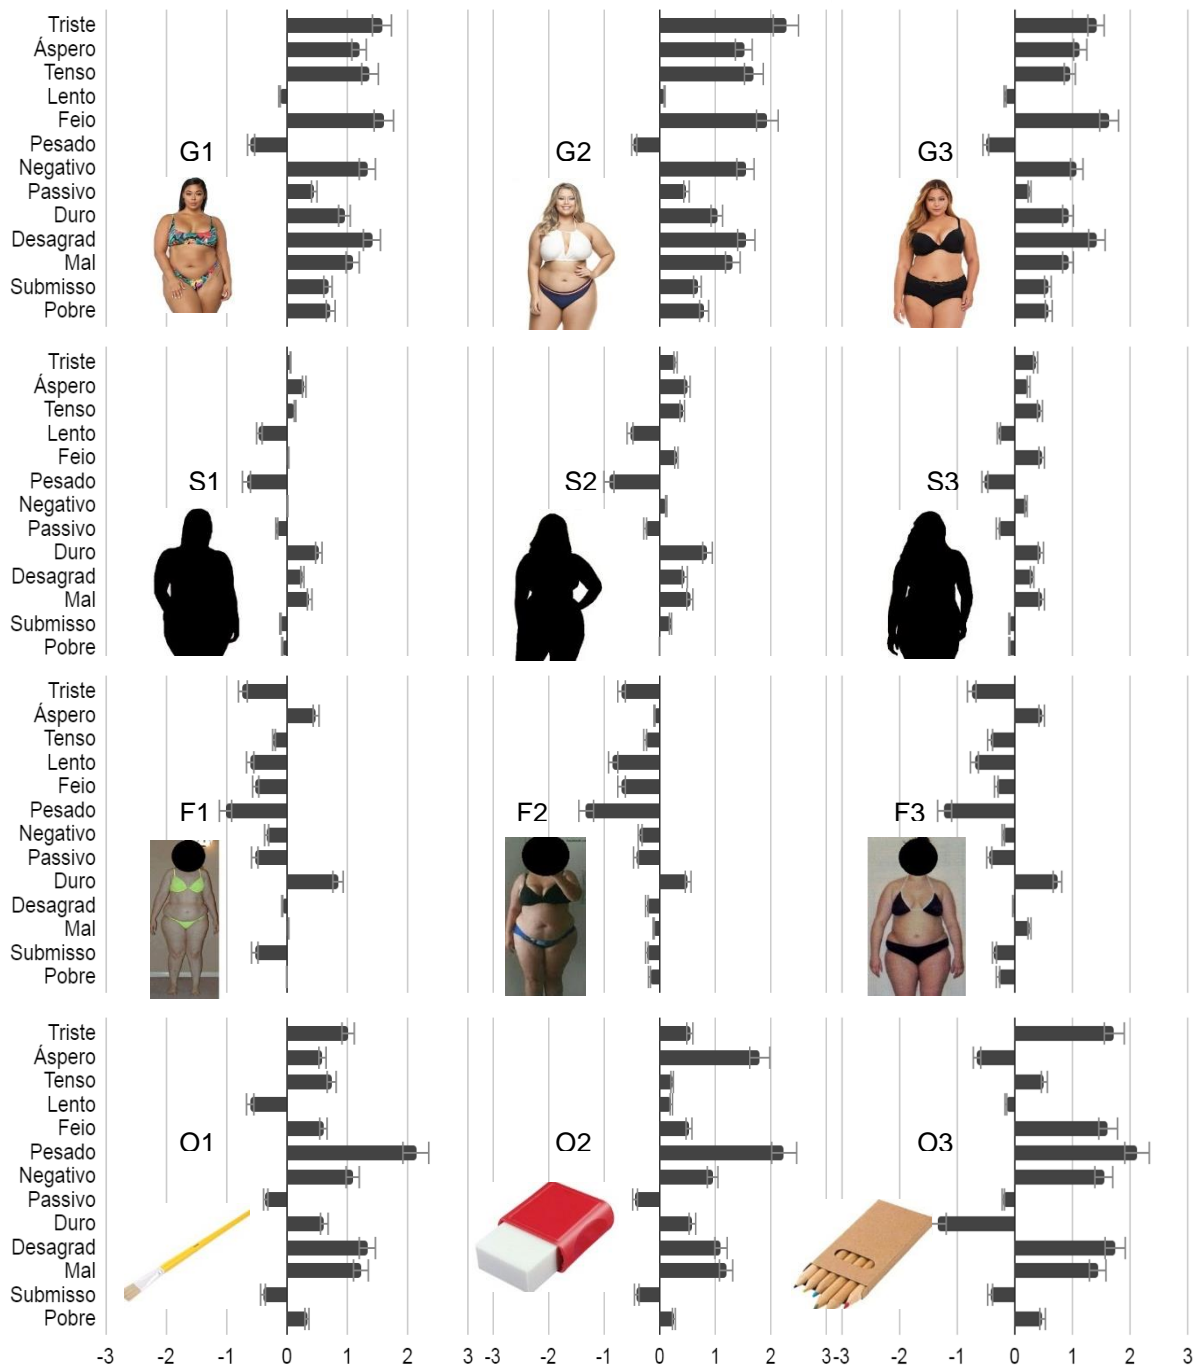 Triste
Áspero
Tenso
Lento
Feio
Pesado
Negativo
Passivo
Duro
Desagrad
Mal
Submisso
Pobre
G1
G2
G3
Triste
Áspero
Tenso
Lento
Feio
Pesado
Negativo
Passivo
Duro
Desagrad
Mal
Submisso
Pobre
S1
S2
S3
Triste
Áspero
Tenso
Lento
Feio
Pesado
Negativo
Passivo
Duro
Desagrad
Mal
Submisso
Pobre
F1
F2
F3
Triste
Áspero
Tenso
Lento
Feio
Pesado
Negativo
Passivo
Duro
Desagrad
Mal
Submisso
Pobre
O1
O2
O3
-3 -2 -1 0 1 2 3 -3 -2 -1 0 1 2 3 -3 -2 -1 0 1 2 3